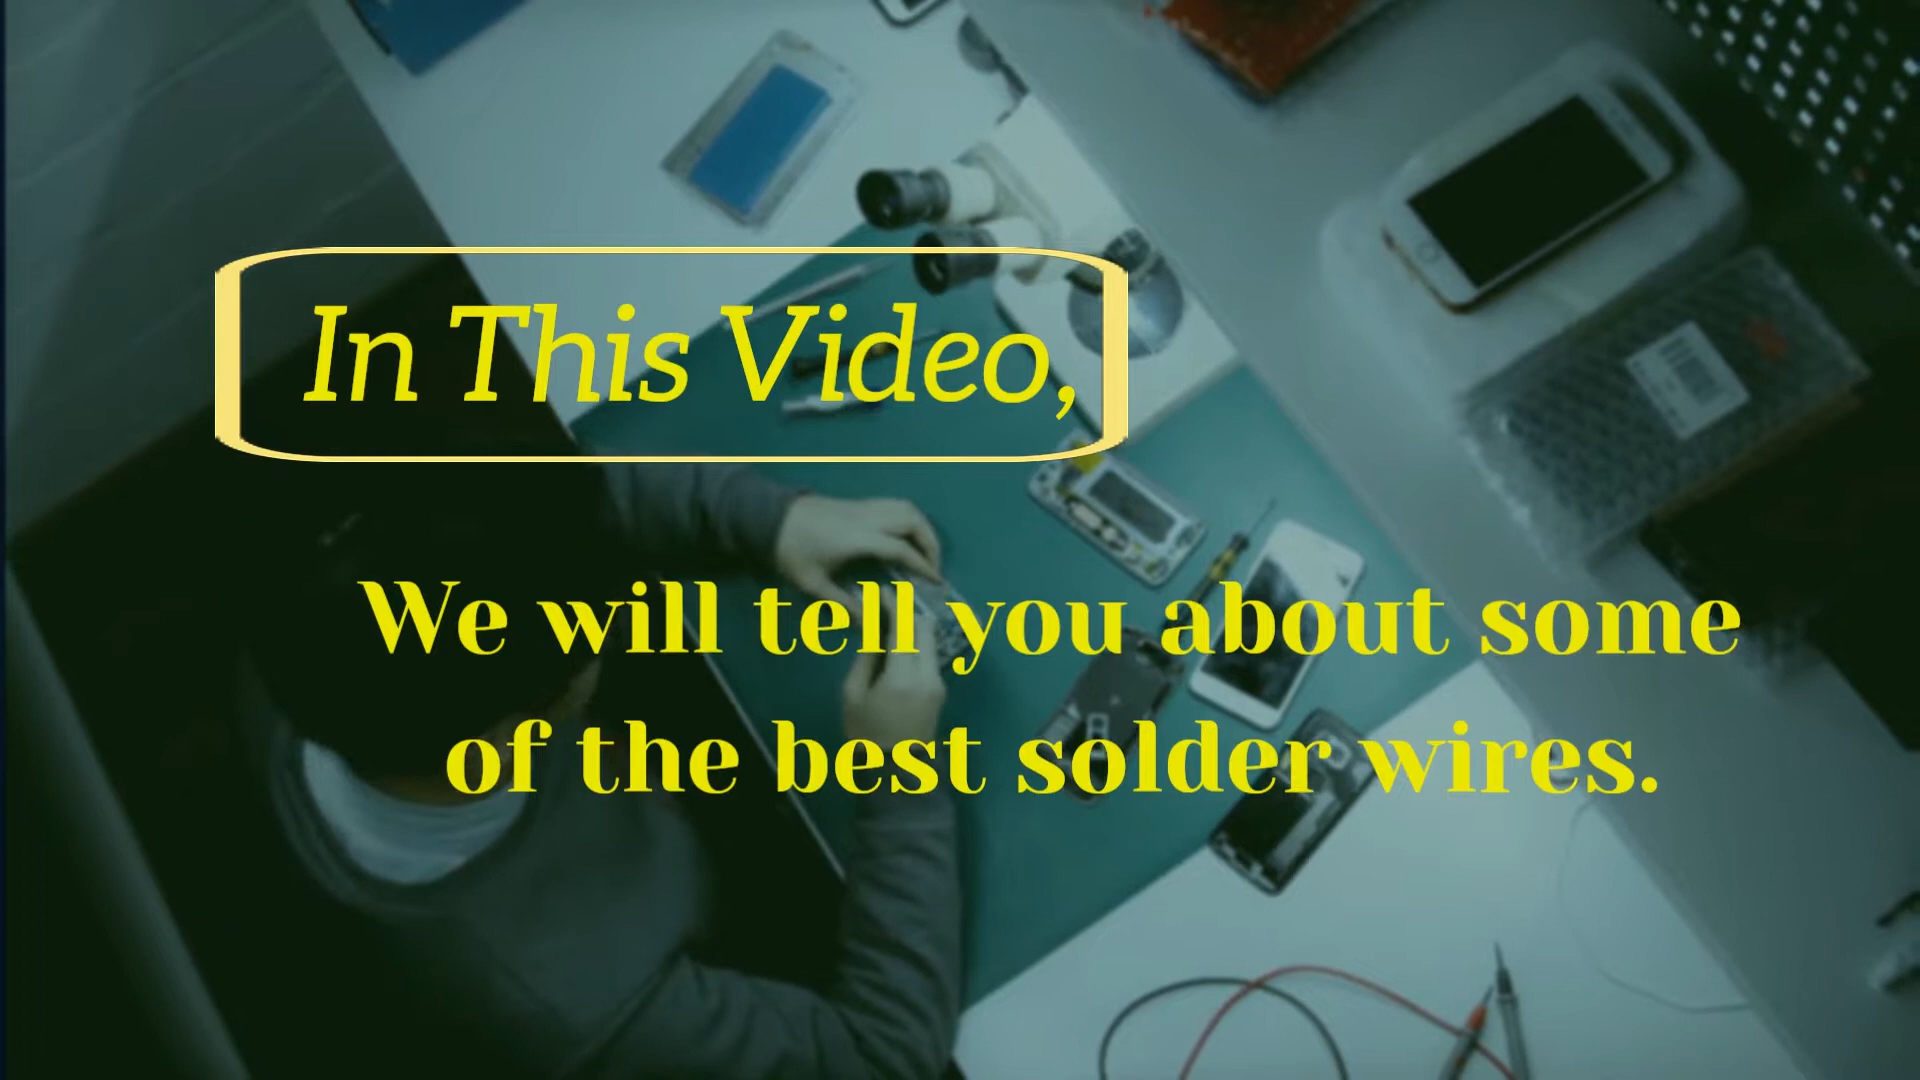 In This Video,
We will tell you about some
of the best solder wires.